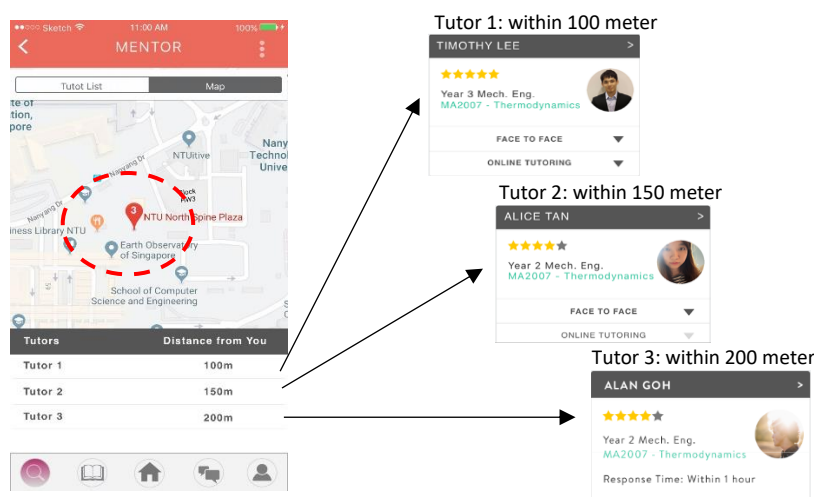 Sketch 11:00 AM 100%
MENTOR
Tutot List Map
te of
tion,
pore
Nanyang Dr
NTUitive
Nany
Technol
Unive
Block
NW3
Nanyang Dr
3
NTU North Spine Plaza
iness Library NTU
Earth Observatory
of Singapore
School of Computer
Science and Engineering
Tutors Distance from You
Tutor 1 100m
Tutor 2 150m
Tutor 3 200m
Tutor 1: within 100 meter
TIMOTHY LEE >
Year 3 Mech. Eng.
MA2007 - Thermodynamics
FACE TO FACE
ONLINE TUTORING
Tutor 2: within 150 meter
ALICE TAN >
Year 2 Mech. Eng.
MA2007 - Thermodynamics
FACE TO FACE
ONLINE TUTORING
Tutor 3: within 200 meter
ALAN GOH >
Year 2 Mech. Eng.
MA2007 - Thermodynamics
Response Time: Within 1 hour